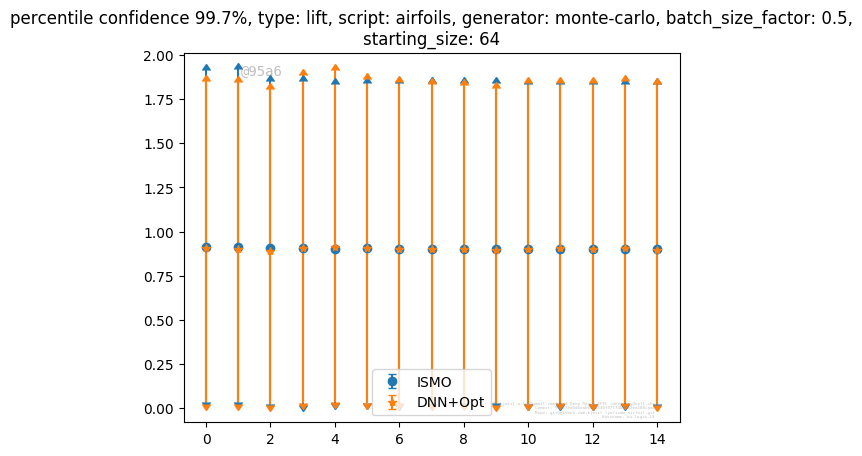 percentile confidence 99.7%, type: lift, script: airfoils, generator: monte-carlo, batch_size_factor: 0.5,
starting_size: 64
@95a6
2.00
1.75
1.50
1.25
1.00
0.75
0.50
0.25
0.00
ISMO
DNN+Opt
0 2 4 6 8 10 12 14